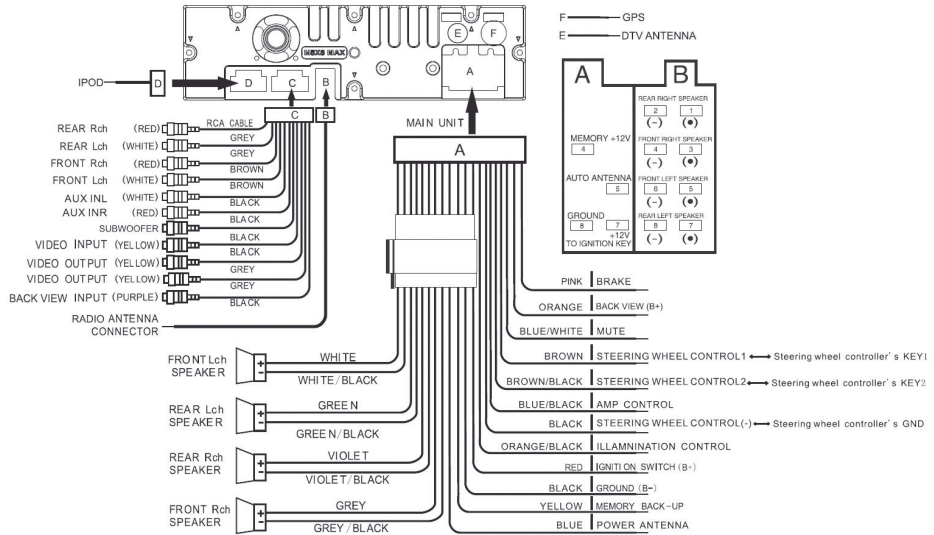 F GPS
E DTV ANTENNA
E F
M5X8 MAX
A
D C B
IPOD D
C B
MAIN UNIT
A
RCA CABLE
REAR Rch (RED) GREY
REAR Lch (WHITE) GREY
FRONT Rch (RED) BROWN
FRONT Lch (WHITE) BROWN
AUX INL (WHITE) BLACK
AUX INR (RED) BLACK
SUBWOOFER BLACK
VIDEO INPUT (YELLOW) BLACK
VIDEO OUTPUT (YELLOW) GREY
VIDEO OUTPUT (YELLOW) GREY
BACK VIEW INPUT (PURPLE) BLACK
RADIO ANTENNA
CONNECTOR
A B
REAR RIGHT SPEAKER
2 1
(-) (●)
MEMORY +12V FRONT RIGHT SPEAKER
4 4 3
(-) (●)
AUTO ANTENNA FRONT LEFT SPEAKER
5 6 5
(-) (●)
GROUND REAR LEFT SPEAKER
8 7 8 7
+12V (-) (●)
TO IGNITION KEY
FRONT Lch
SPEAKER
+
-
WHITE
WHITE/BLACK
REAR Lch
SPEAKER
+
-
GREEN
GREEN/BLACK
REAR Rch
SPEAKER
+
-
VIOLET
VIOLET/BLACK
FRONT Rch
SPEAKER
+
-
GREY
GREY/BLACK
PINK BRAKE
ORANGE BACK VIEW (B+)
BLUE/WHITE MUTE
BROWN STEERING WHEEL CONTROL1 Steering wheel controller's KEY1
BROWN/BLACK STEERING WHEEL CONTROL2 Steering wheel controller's KEY2
BLUE/BLACK AMP CONTROL
BLACK STEERING WHEEL CONTROL(-) Steering wheel controller's GND
ORANGE/BLACK ILLAMNINATION CONTROL
RED IGNITION SWITCH (B+)
BLACK GROUND (B-)
YELLOW MEMORY BACK-UP
BLUE POWER ANTENNA